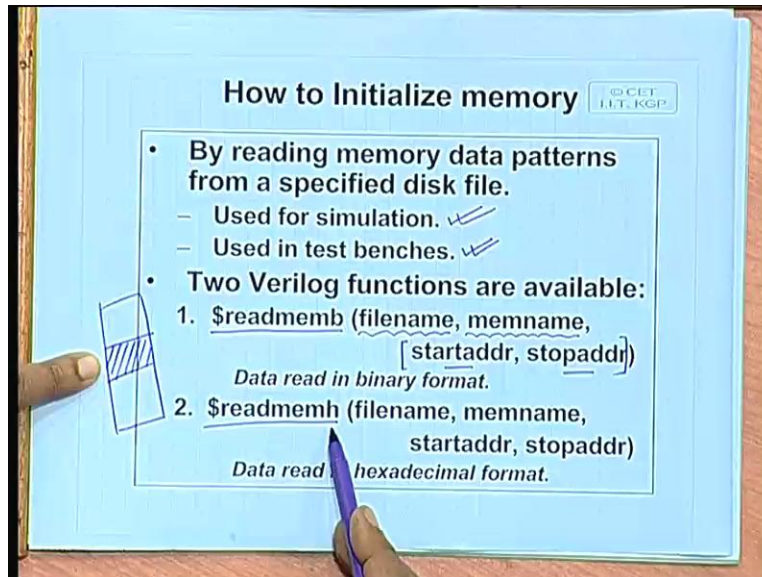 How to Initialize memory
© CET
I.I.T. KGP
• By reading memory data patterns
from a specified disk file.
– Used for simulation.
– Used in test benches.
• Two Verilog functions are available:
1. $readmemb (filename, memname,
[startaddr, stopaddr])
Data read in binary format.
2. $readmemh (filename, memname,
startaddr, stopaddr)
Data read hexadecimal format.